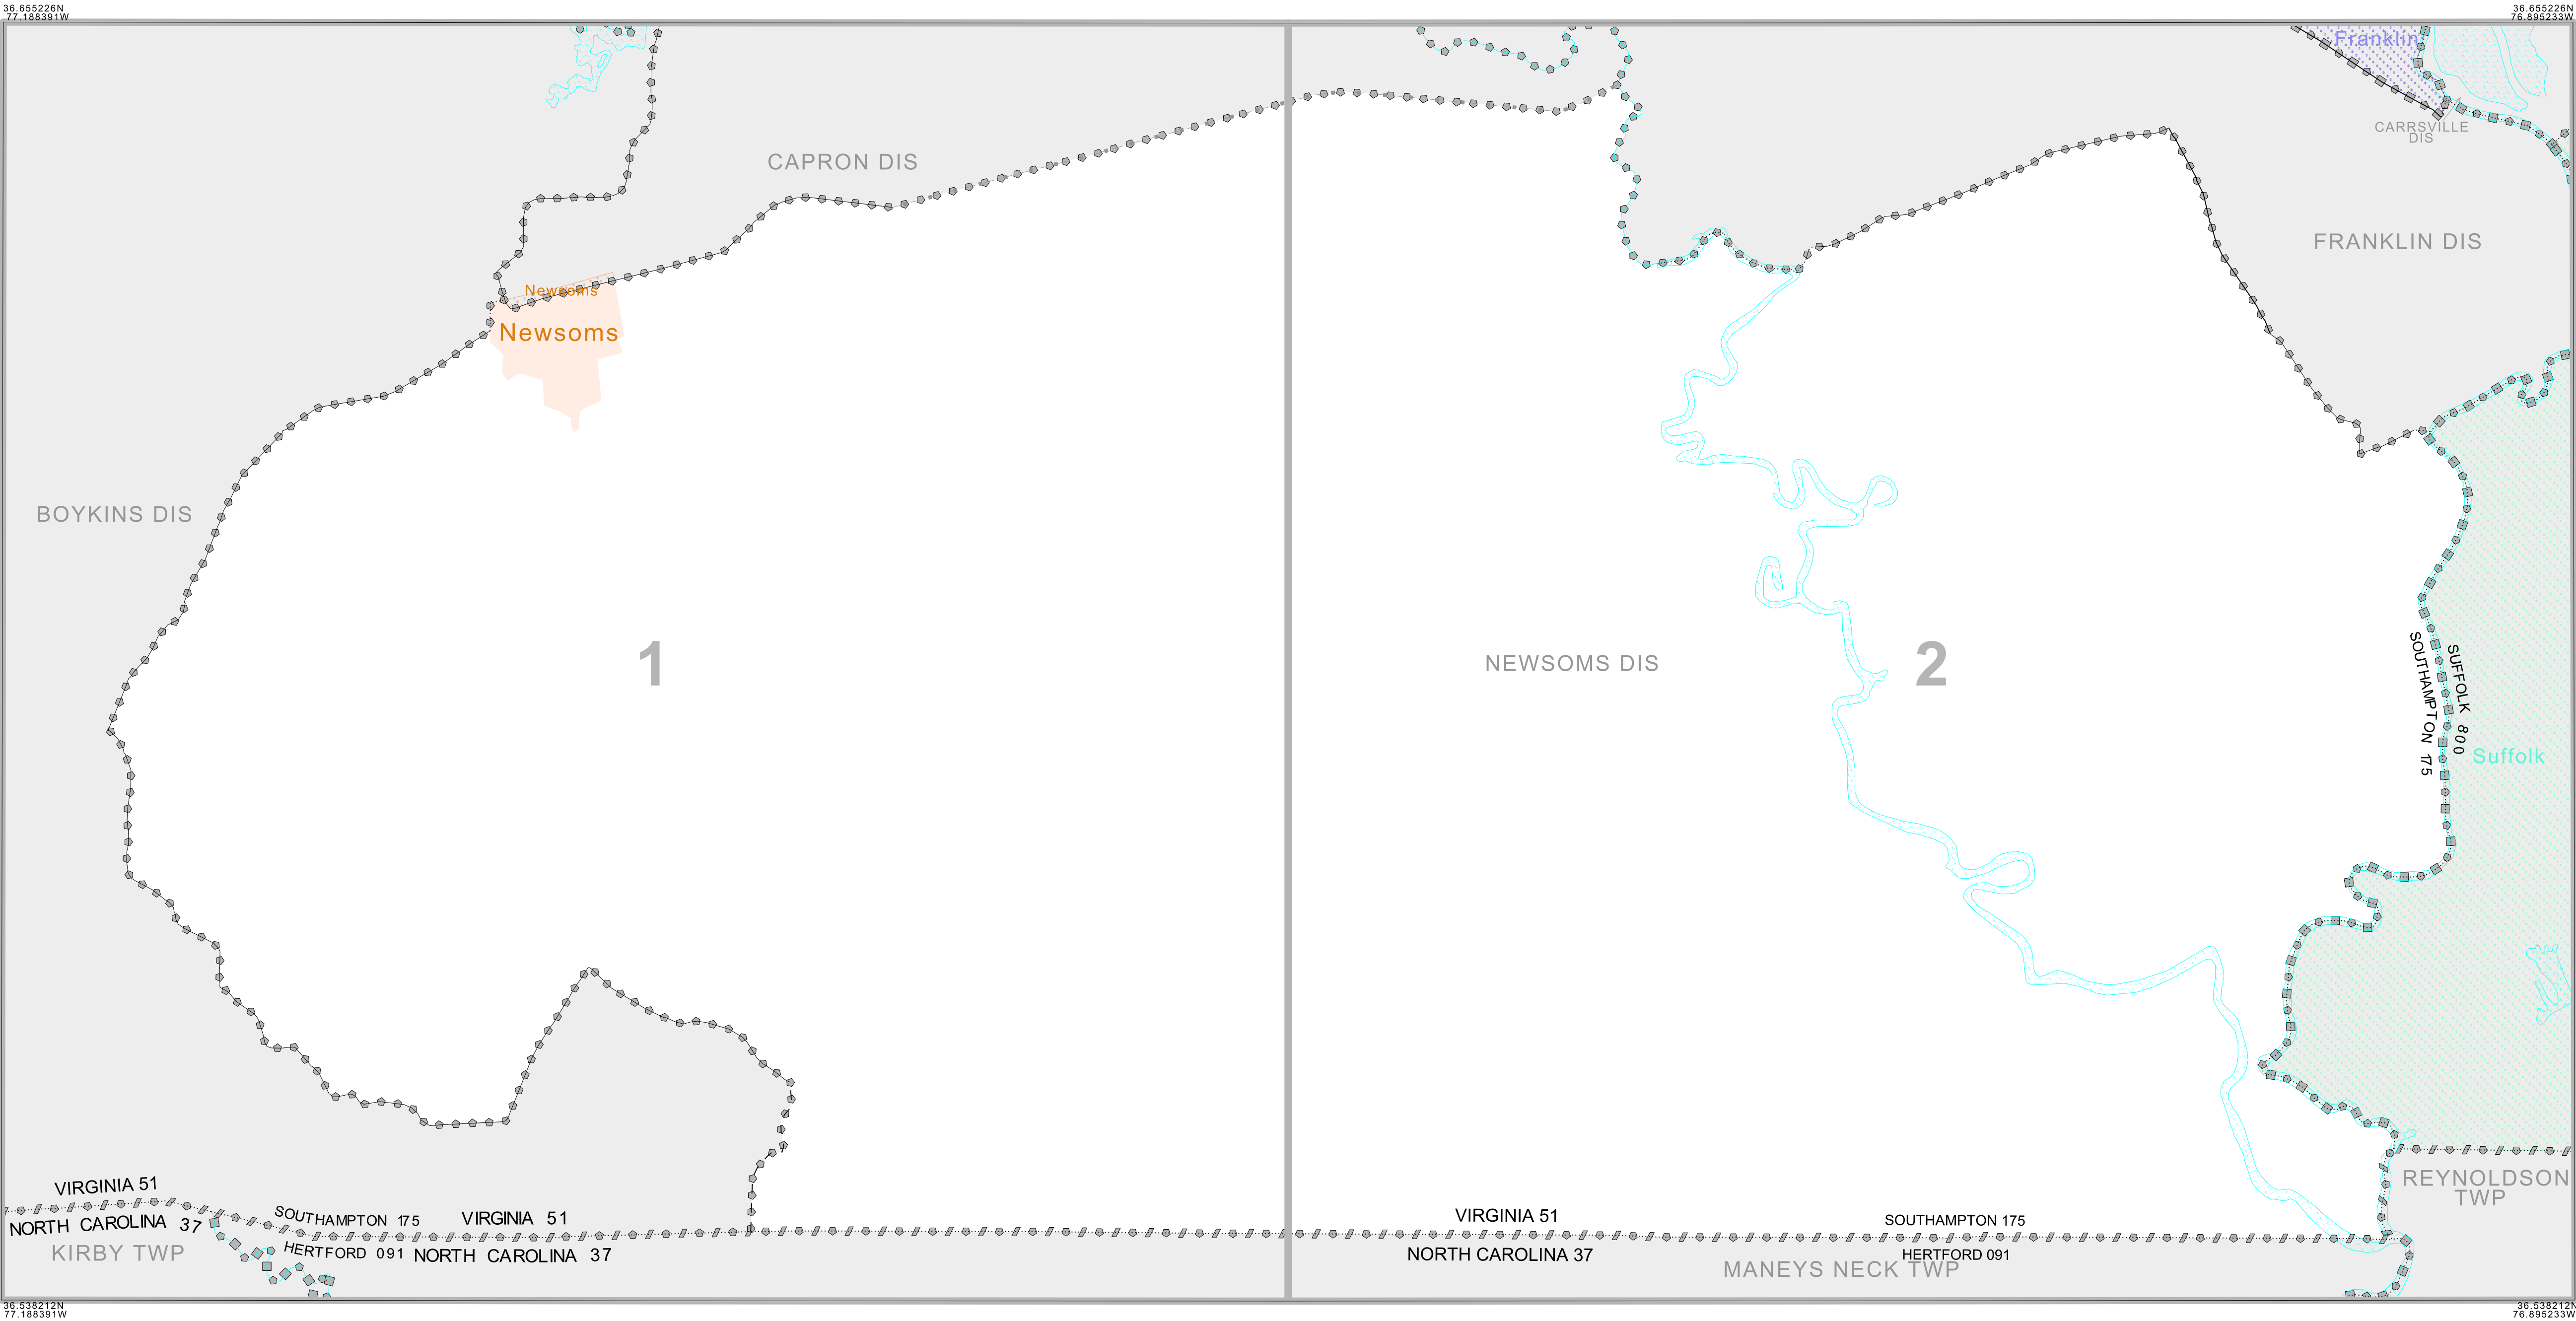 36.655226N
77.188391W
36.655226N
76.895233W
Franklin
CARRSVILLE
DIS
CAPRON DIS
FRANKLIN DIS
Newsoms
Newsoms
BOYKINS DIS
1
NEWSOMS DIS
2
SOUTHAMPTON 175
SUFFOLK 800
Suffolk
REYNOLDSON
TWP
VIRGINIA 51
NORTH CAROLINA 37
KIRBY TWP
SOUTHAMPTON 175
HERTFORD 091
VIRGINIA 51
NORTH CAROLINA 37
VIRGINIA 51
NORTH CAROLINA 37
SOUTHAMPTON 175
HERTFORD 091
MANEYS NECK TWP
36.538212N
77.188391W
36.538212N
76.895233W